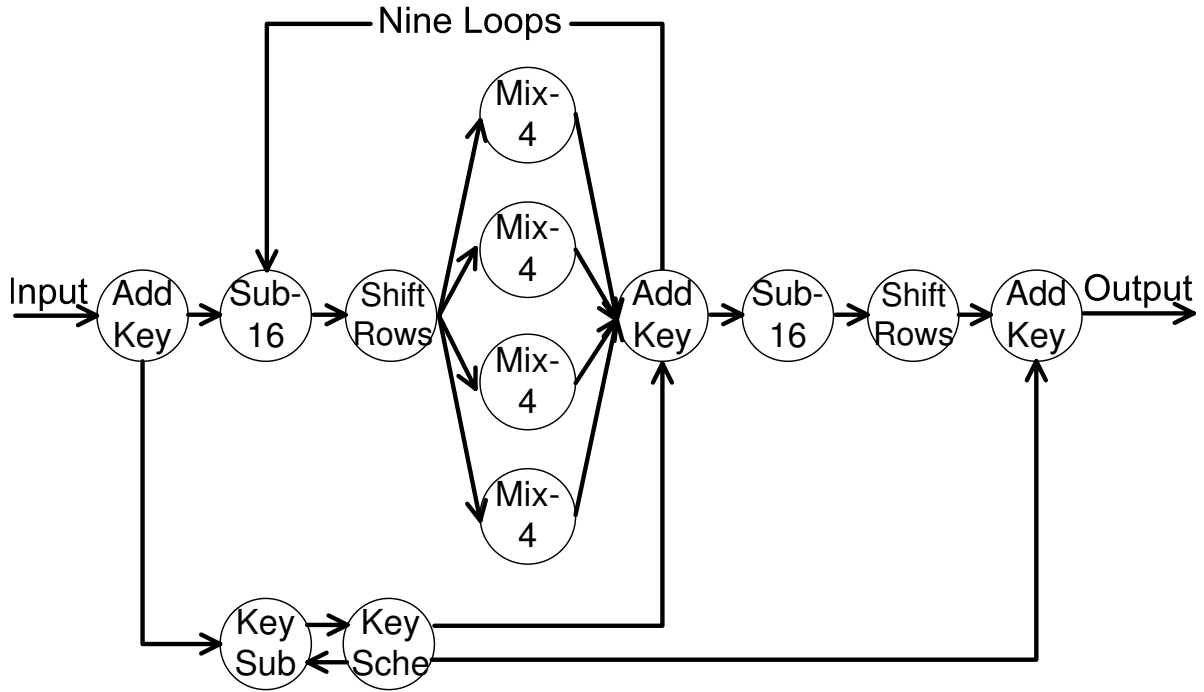 Nine Loops
Mix-
4
Mix-
4
Input
Add
Key
Sub-
16
Shift
Rows
Add
Key
Sub-
16
Shift
Rows
Add
Key
Output
Mix-
4
Mix-
4
Key
Sub
Key
Sche